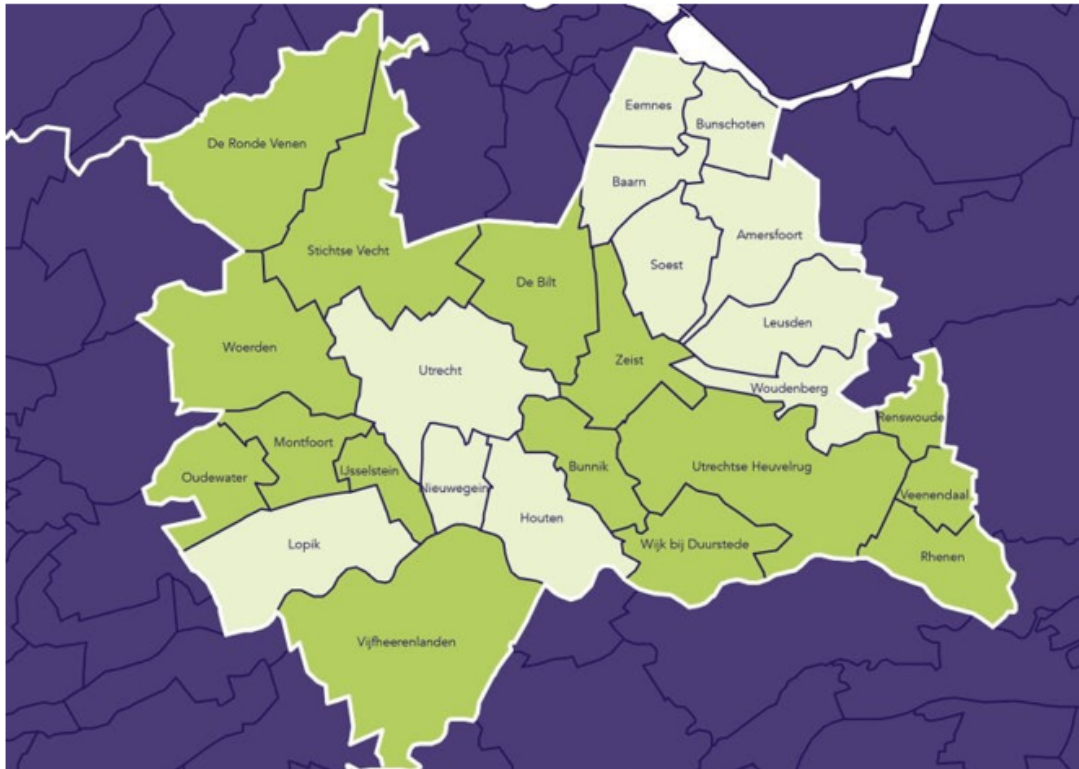 Eemnes
Bunschoten
De Ronde Venen
Baarn
Amersfoort
Stichtse Vecht
Soest
De Bilt
Leusden
Woerden
Zeist
Utrecht
Woudenberg
Renswoude
Montfoort
IJsselstein
Bunnik
Utrechtse Heuvelrug
Oudewater
Nieuwegein
Veenendaal
Houten
Lopik
Wijk bij Duurstede
Rhenen
Vijfheerenlanden